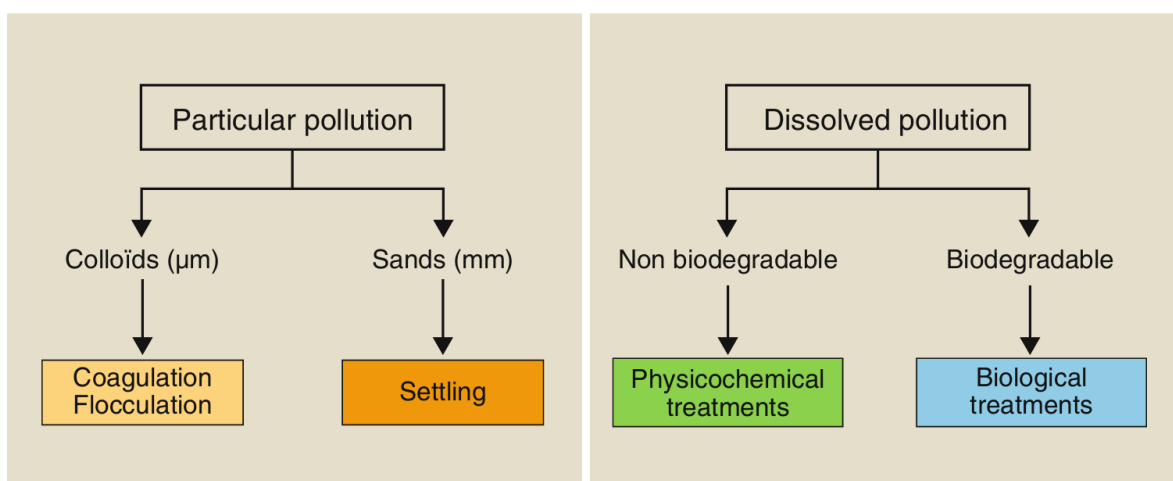 Particular pollution
Colloïds (µm)
Sands (mm)
Coagulation
Flocculation
Settling
Dissolved pollution
Non biodegradable
Biodegradable
Physicochemical
treatments
Biological
treatments